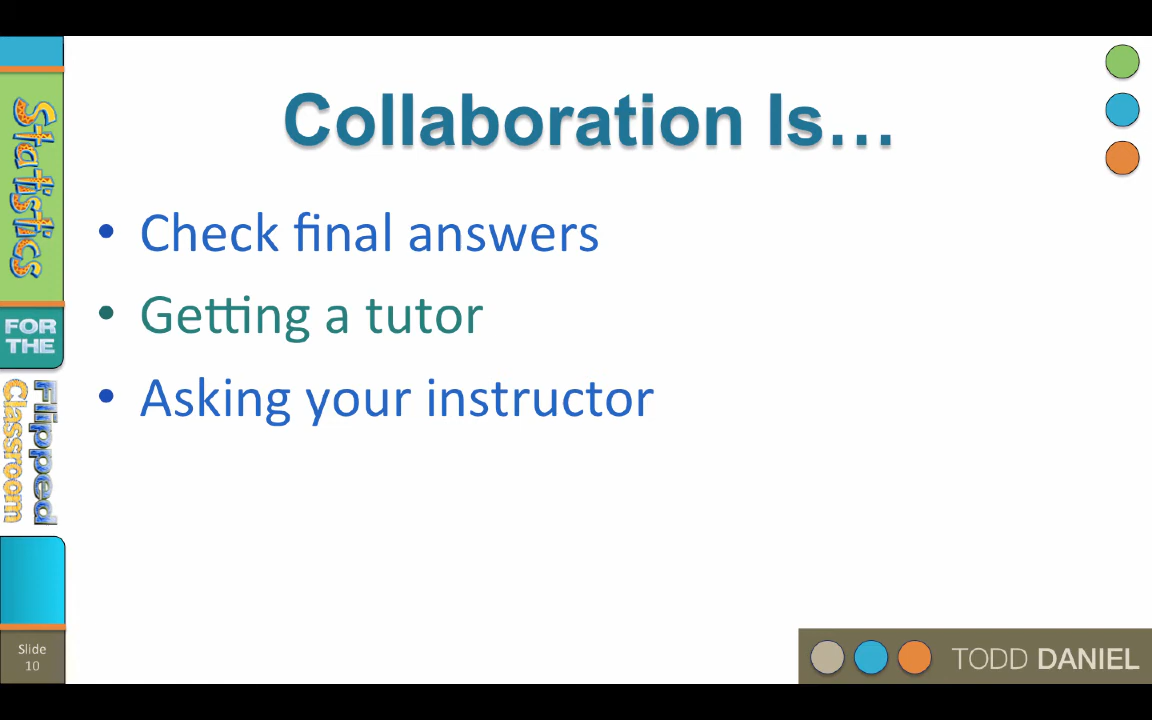 Collaboration Is…
• Check final answers
• Getting a tutor
• Asking your instructor
Statistics
FOR
THE
Flipped
Classroom
Slide
10
TODD DANIEL